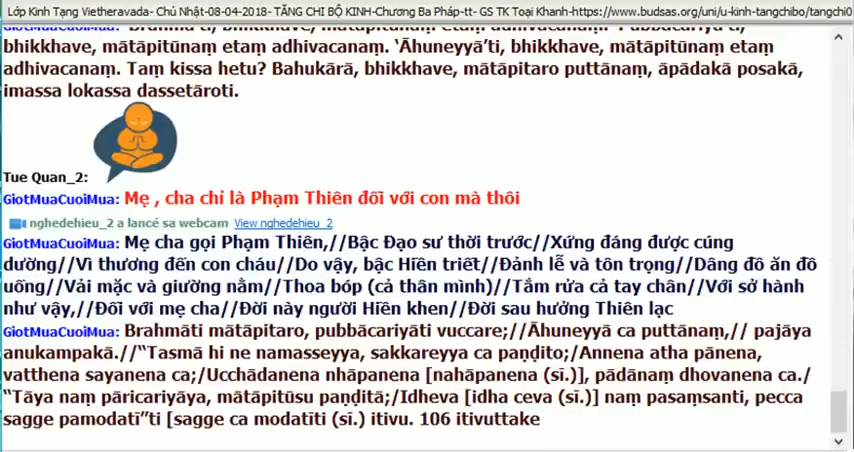 Lớp Kinh Tạng Vietheravada- Chủ Nhật-08-04-2018- TĂNG CHI BỘ KINH-Chương Ba Pháp-tt- GS TK Toại Khanh-https://www.budsas.org/uni/u-kinh-tangchibo/tangchi0
GiotMuaCuoiMua: "Brahmā'ti, bhikkhave, mātāpitūnaṃ etaṃ adhivacanaṃ. 'Pubbācariyā'ti,
bhikkhave, mātāpitūnaṃ etaṃ adhivacanaṃ. 'Āhuneyyā'ti, bhikkhave, mātāpitūnaṃ etaṃ
adhivacanaṃ. Taṃ kissa hetu? Bahukārā, bhikkhave, mātāpitaro puttānaṃ, āpādakā posakā,
imassa lokassa dassetāroti.
Tue Quan_2:
GiotMuaCuoiMua: Mẹ , cha chỉ là Phạm Thiên đối với con mà thôi
nghedehieu_2 a lancé sa webcam View nghedehieu_2
GiotMuaCuoiMua: Mẹ cha gọi Phạm Thiên,//Bậc Đạo sư thời trước//Xứng đáng được cúng
dường//Vì thương đến con cháu//Do vậy, bậc Hiền triết//Đảnh lễ và tôn trọng//Dâng đồ ăn đồ
uống//Vải mặc và giường nằm//Thoa bóp (cả thân mình)//Tắm rửa cả tay chân//Với sở hành
như vậy,//Đối với mẹ cha//Đời này người Hiền khen//Đời sau hưởng Thiên lạc
GiotMuaCuoiMua: Brahmāti mātāpitaro, pubbācariyāti vuccare;//Āhuneyyā ca puttānaṃ,// pajāya
anukampakā.//"Tasmā hi ne namasseyya, sakkareyya ca paṇḍito;/Annena atha pānena,
vatthena sayanena ca;/Ucchādanena nhāpanena [nahāpanena (sī.)], pādānaṃ dhovanena ca./
"Tāya naṃ pāricariyāya, mātāpitūsu paṇḍitā;/Idheva [idha ceva (sī.)] naṃ pasaṃsanti, pecca
sagge pamodatī"ti [sagge ca modatīti (sī.) itivu. 106 itivuttake